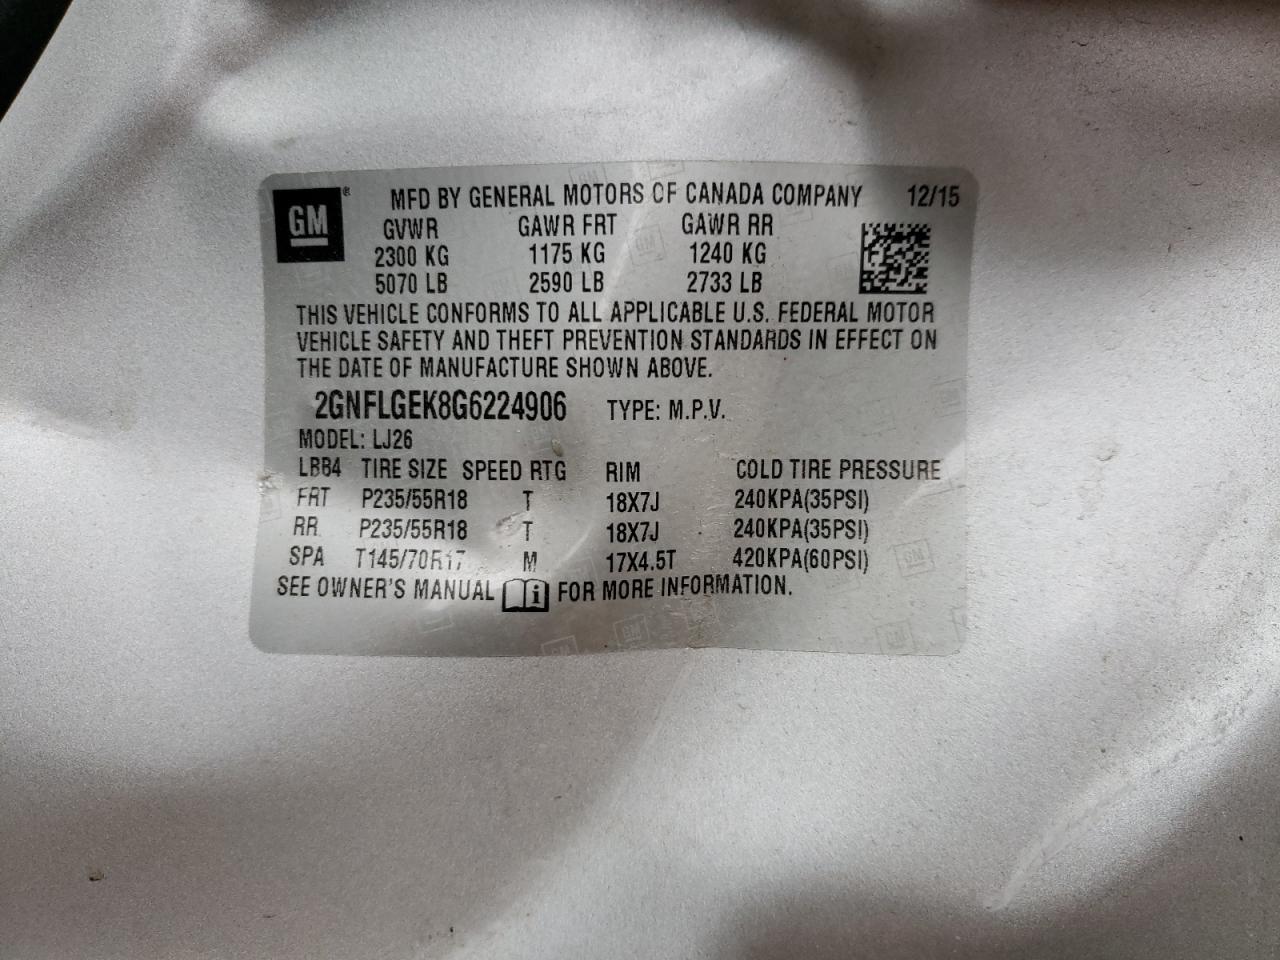 GM ® MFD BY GENERAL MOTORS OF CANADA COMPANY 12/15
GVWR GAWR FRT GAWR RR
2300 KG 1175 KG 1240 KG
5070 LB 2590 LB 2733 LB
THIS VEHICLE CONFORMS TO ALL APPLICABLE U.S. FEDERAL MOTOR
VEHICLE SAFETY AND THEFT PREVENTION STANDARDS IN EFFECT ON
THE DATE OF MANUFACTURE SHOWN ABOVE.
2GNFLGEK8G6224906 TYPE: M.P.V.
MODEL: LJ26
LBB4 TIRE SIZE SPEED RTG RIM COLD TIRE PRESSURE
FRT P235/55R18 T 18X7J 240KPA(35PSI)
RR P235/55R18 T 18X7J 240KPA(35PSI)
SPA T145/70R17 M 17X4.5T 420KPA(60PSI)
SEE OWNER'S MANUAL i FOR MORE INFORMATION.